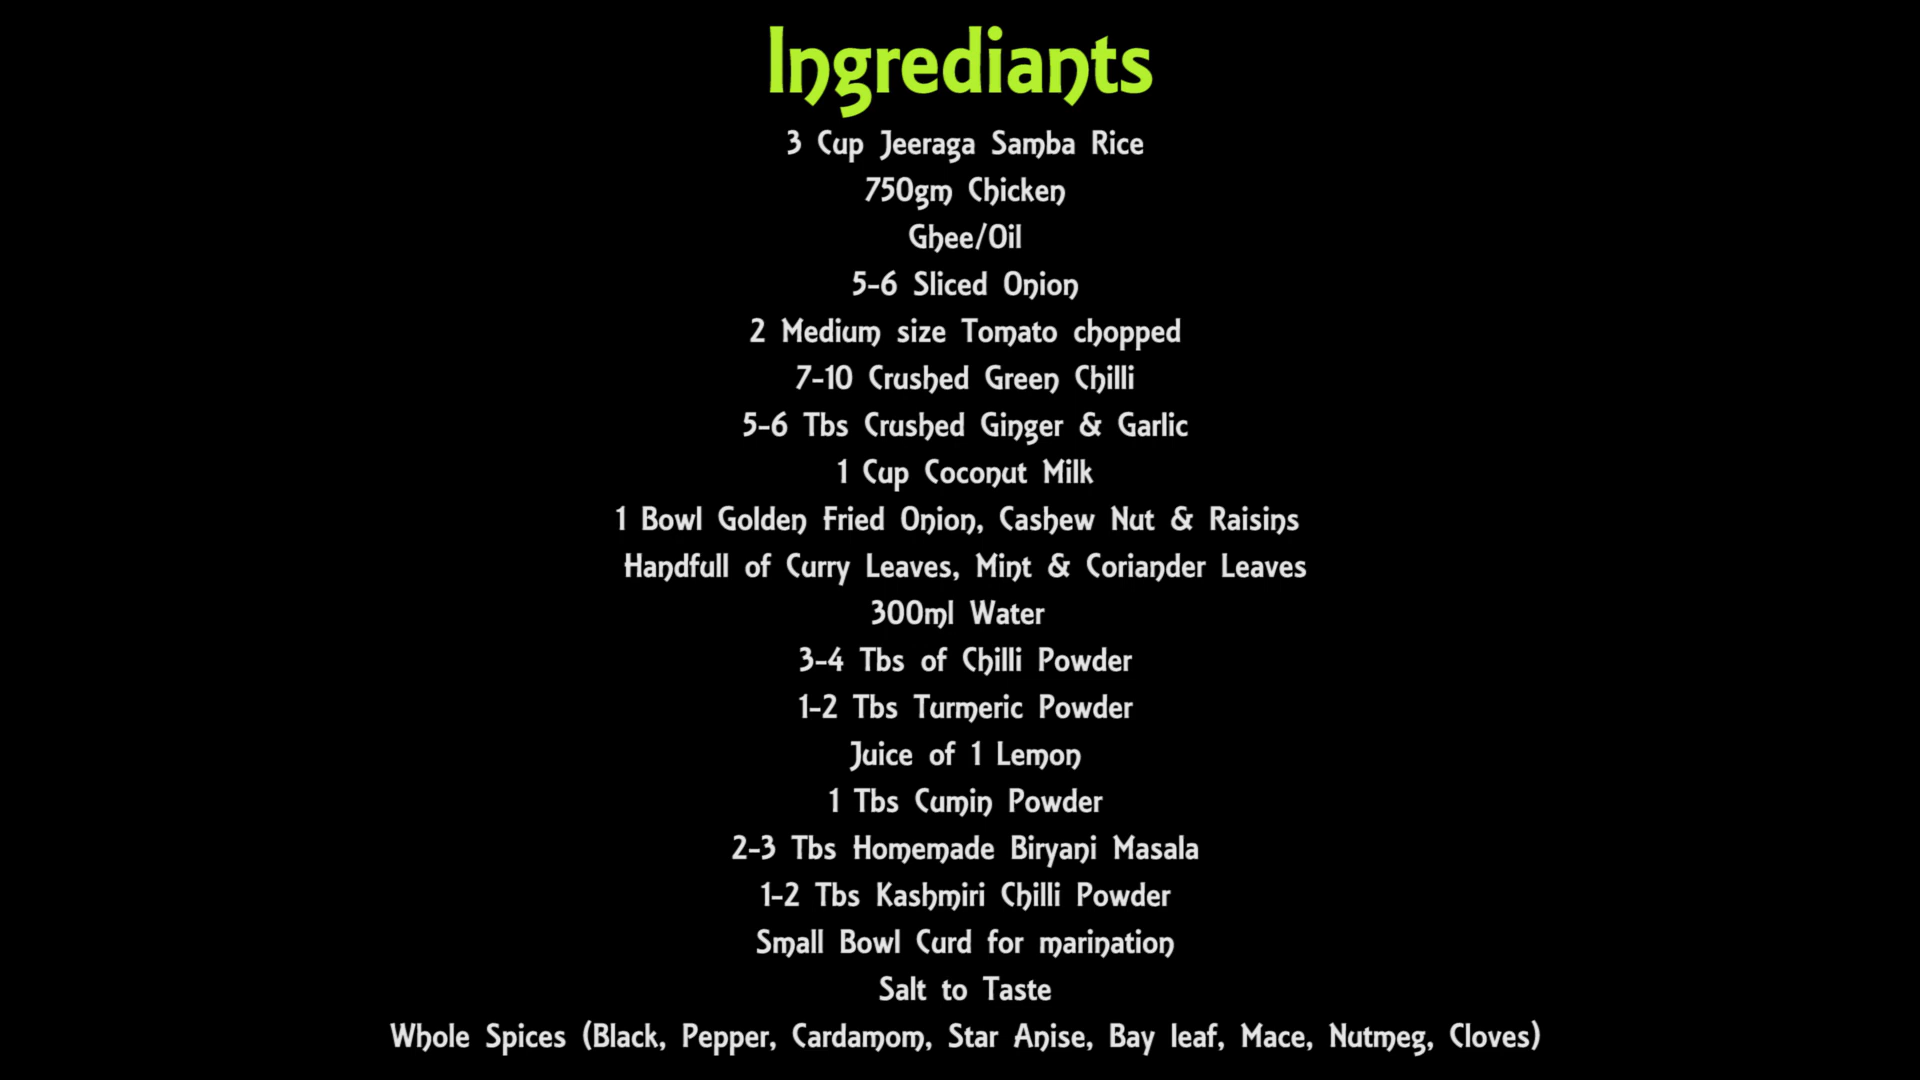 Ingrediants
3 Cup Jeeraga Samba Rice
750gm Chicken
Ghee/Oil
5-6 Sliced Onion
2 Medium size Tomato chopped
7-10 Crushed Green Chilli
5-6 Tbs Crushed Ginger & Garlic
1 Cup Coconut Milk
1 Bowl Golden Fried Onion, Cashew Nut & Raisins
Handfull of Curry Leaves, Mint & Coriander Leaves
300ml Water
3-4 Tbs of Chilli Powder
1-2 Tbs Turmeric Powder
Juice of 1 Lemon
1 Tbs Cumin Powder
2-3 Tbs Homemade Biryani Masala
1-2 Tbs Kashmiri Chilli Powder
Small Bowl Curd for marination
Salt to Taste
Whole Spices (Black, Pepper, Cardamom, Star Anise, Bay leaf, Mace, Nutmeg, Cloves)